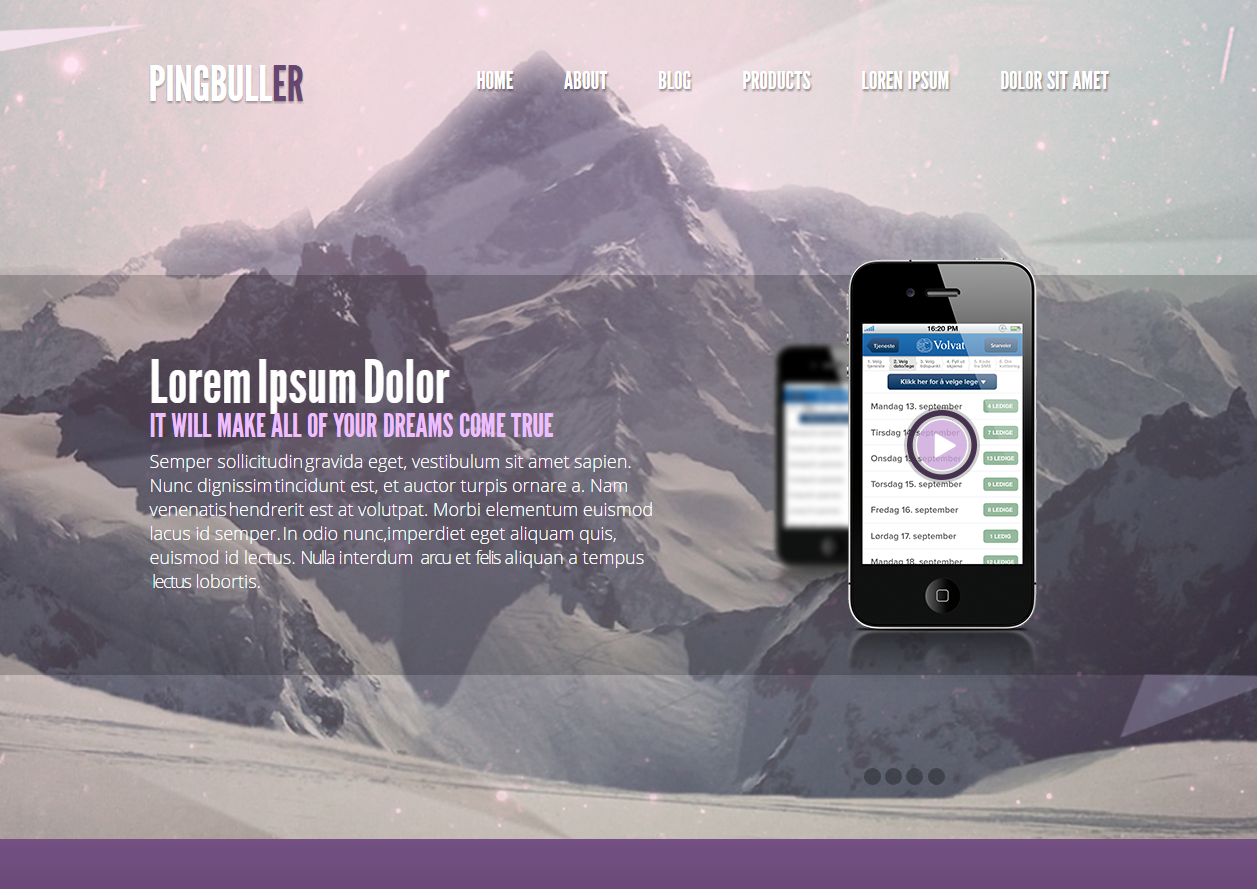 PINGBULLER
HOME ABOUT BLOG PRODUCTS LOREN IPSUM DOLOR SIT AMET
Lorem Ipsum Dolor
IT WILL MAKE ALL OF YOUR DREAMS COME TRUE
Semper sollicitudin gravida eget, vestibulum sit amet sapien.
Nunc dignissim tincidunt est, et auctor turpis ornare a. Nam
venenatis hendrerit est at volutpat. Morbi elementum euismod
lacus id semper. In odio nunc,imperdiet eget aliquam quis,
euismod id lectus. Nulla interdum arcu et felis aliquan a tempus
lectus lobortis.
16:20 PM
Tjeneste Volvat Snarveier
2. Velg
Klikk her for å velge lege
Mandag 13. september 4 LEDIGE
Tirsdag 14. september 7 LEDIGE
Onsdag 15. september 13 LEDIGE
Torsdag 15. september 9 LEDIGE
Fredag 16. september 8 LEDIGE
Lørdag 17. september 1 LEDIG
Mandag 18. september 12 LEDIGE